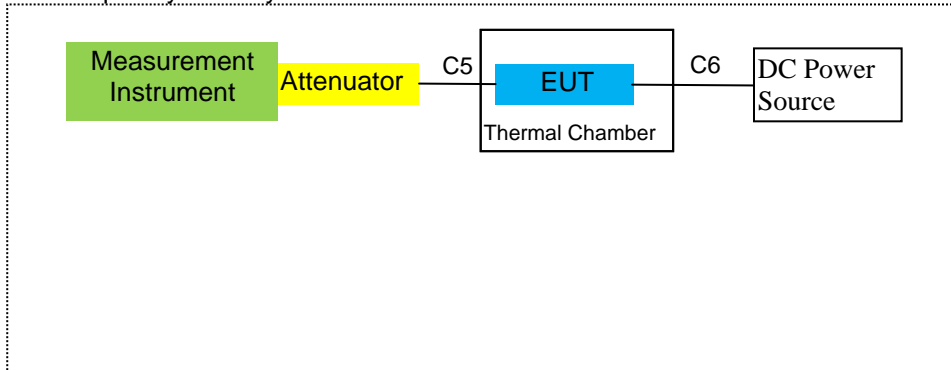 Measurement
Instrument
Attenuator
C5
EUT
Thermal Chamber
C6
DC Power
Source